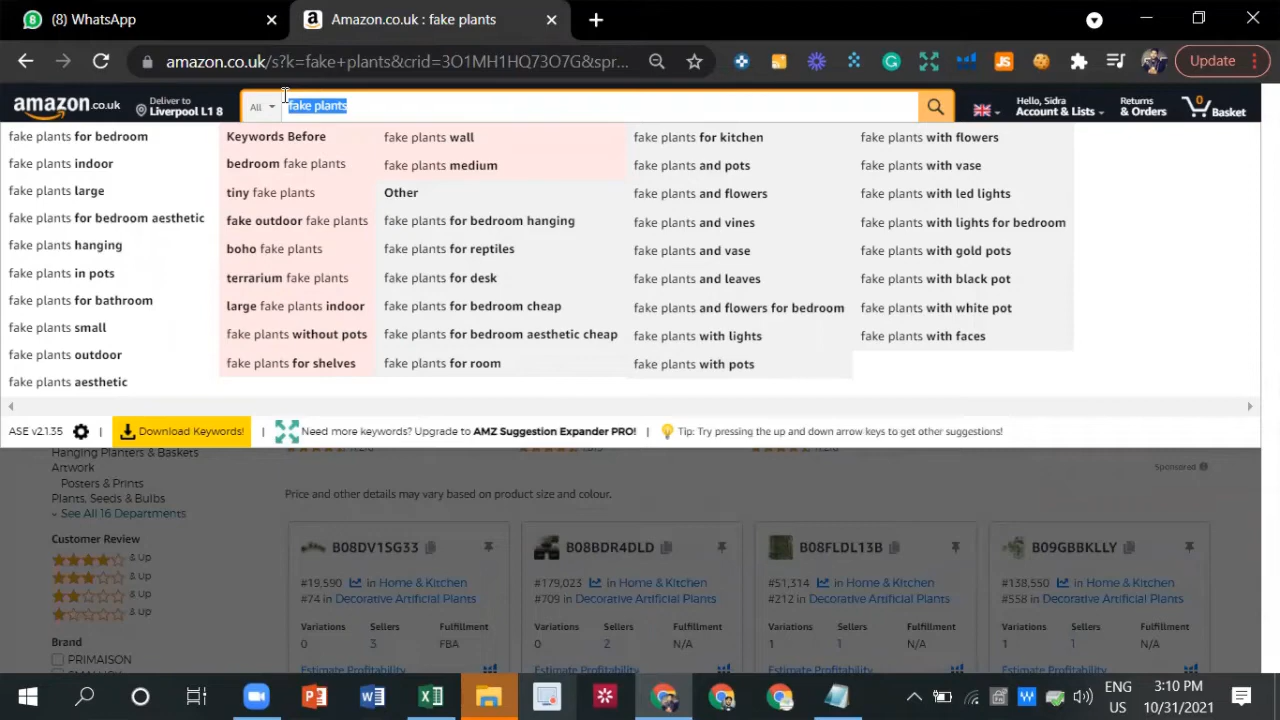 (8) WhatsApp
Amazon.co.uk : fake plants
amazon.co.uk/s?k=fake+plants&crid=3O1MH1HQ73O7G&spr...
Update
amazon.co.uk
Deliver to
Liverpool L1 8
All
fake plants
Hello, Sidra
Account & Lists
Returns
& Orders
0
Basket
fake plants for bedroom
fake plants indoor
fake plants large
fake plants for bedroom aesthetic
fake plants hanging
fake plants in pots
fake plants for bathroom
fake plants small
fake plants outdoor
fake plants aesthetic
Keywords Before
bedroom fake plants
tiny fake plants
fake outdoor fake plants
boho fake plants
terrarium fake plants
large fake plants indoor
fake plants without pots
fake plants for shelves
fake plants wall
fake plants medium
Other
fake plants for bedroom hanging
fake plants for reptiles
fake plants for desk
fake plants for bedroom cheap
fake plants for bedroom aesthetic cheap
fake plants for room
fake plants for kitchen
fake plants and pots
fake plants and flowers
fake plants and vines
fake plants and vase
fake plants and leaves
fake plants and flowers for bedroom
fake plants with lights
fake plants with pots
fake plants with flowers
fake plants with vase
fake plants with led lights
fake plants with lights for bedroom
fake plants with gold pots
fake plants with black pot
fake plants with white pot
fake plants with faces
ASE v2.1.35 | Download Keywords! | Need more keywords? Upgrade to AMZ Suggestion Expander PRO! | Tip: Try pressing the up and down arrow keys to get other suggestions!
Hanging Planters & Baskets
Artwork
Posters & Prints
Plants, Seeds & Bulbs
See All 16 Departments
Customer Review
& Up
& Up
& Up
& Up
Brand
PRIMAISON
Sponsored
Price and other details may vary based on product size and colour.
B08DV1SG33
#19,590 in Home & Kitchen
#74 in Decorative Artificial Plants
Variations Sellers Fulfillment
0 3 FBA
Estimate Profitability
B08BDR4DLD
#179,023 in Home & Kitchen
#709 in Decorative Artificial Plants
Variations Sellers Fulfillment
0 2 N/A
Estimate Profitability
B08FLDL13B
#51,314 in Home & Kitchen
#212 in Decorative Artificial Plants
Variations Sellers Fulfillment
1 1 N/A
Estimate Profitability
B09GBBKLLY
#138,550 in Home & Kitchen
#558 in Decorative Artificial Plants
Variations Sellers Fulfillment
1 1 N/A
Estimate Profitability
ENG
US
3:10 PM
10/31/2021